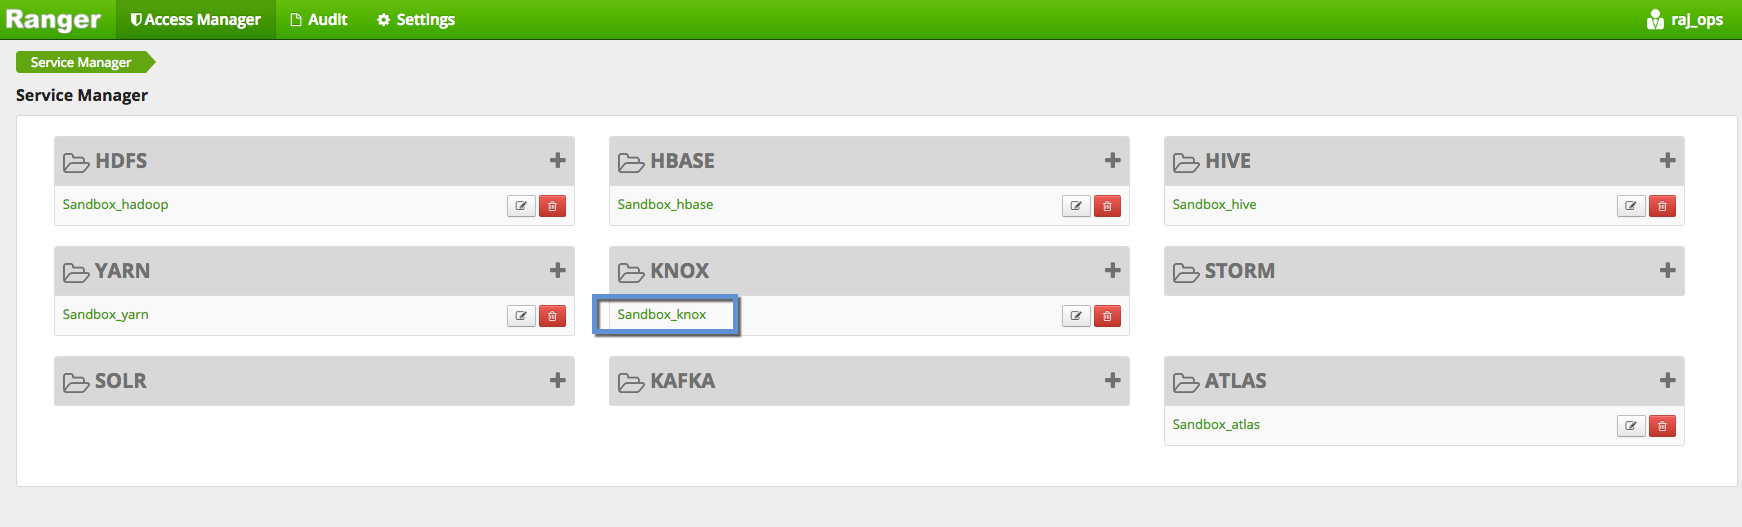 Ranger Access Manager Audit Settings raj_ops
Service Manager
Service Manager
HDFS HBASE HIVE
Sandbox_hadoop Sandbox_hbase Sandbox_hive
YARN KNOX STORM
Sandbox_yarn Sandbox_knox
SOLR KAFKA ATLAS
Sandbox_atlas